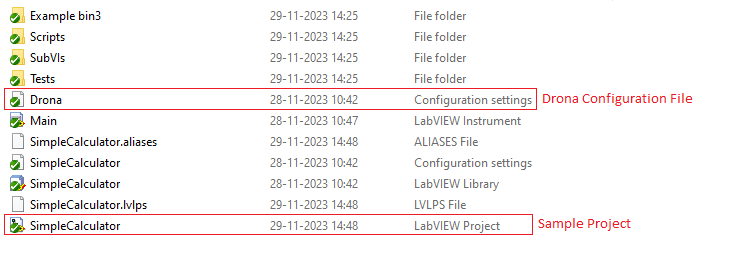 Example bin3 29-11-2023 14:25 File folder
Scripts 29-11-2023 14:25 File folder
SubVIs 29-11-2023 14:25 File folder
Tests 29-11-2023 14:25 File folder
Drona 28-11-2023 10:42 Configuration settings Drona Configuration File
Main 28-11-2023 10:47 LabVIEW Instrument
SimpleCalculator.aliases 29-11-2023 14:48 ALIASES File
SimpleCalculator 28-11-2023 10:42 Configuration settings
SimpleCalculator 28-11-2023 10:42 LabVIEW Library
SimpleCalculator.lvlps 29-11-2023 14:48 LVLPS File
SimpleCalculator 29-11-2023 14:48 LabVIEW Project Sample Project